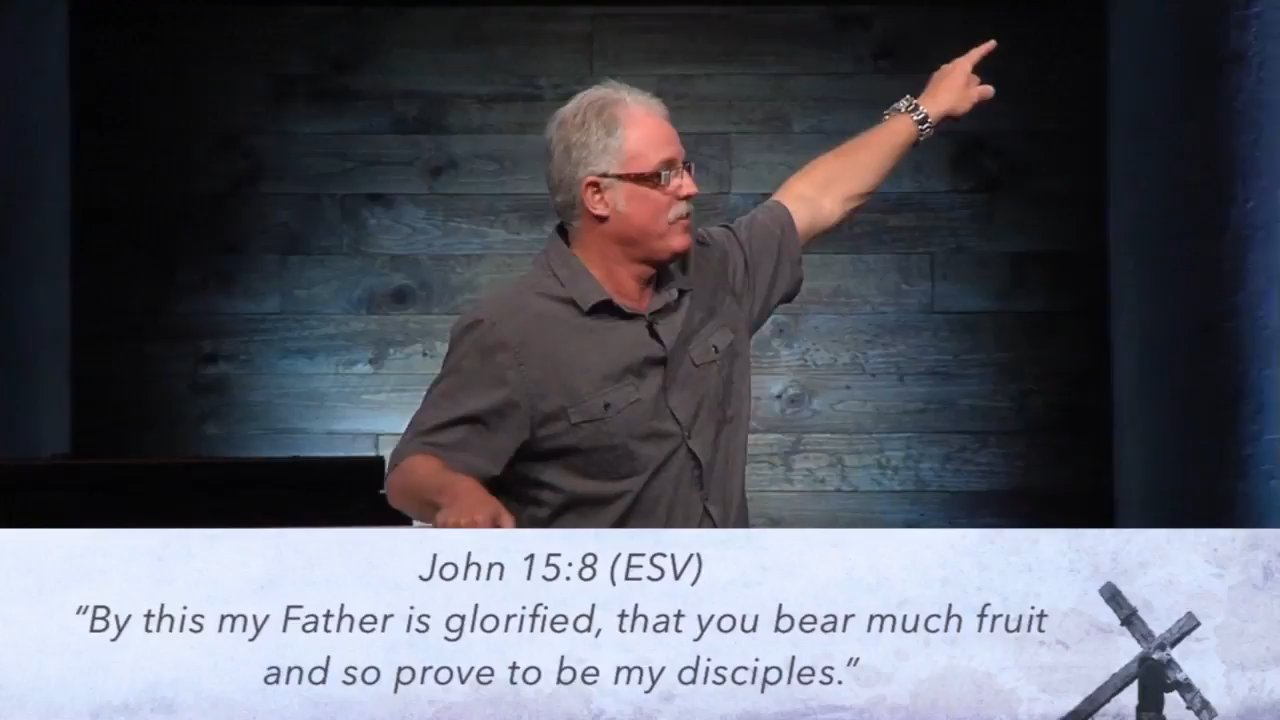 John 15:8 (ESV)
“By this my Father is glorified, that you bear much fruit
and so prove to be my disciples.“